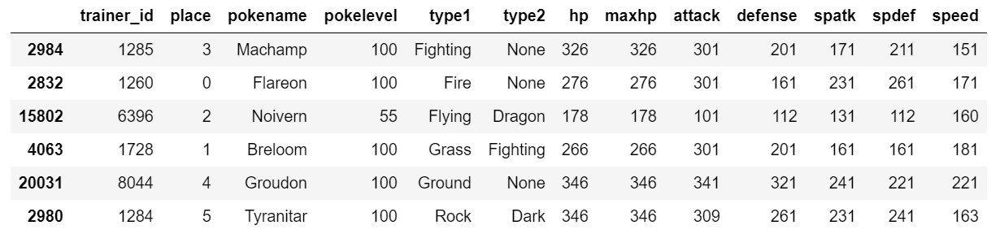 trainer_id place pokename pokelevel type1 type2 hp maxhp attack defense spatk spdef speed
2984 1285 3 Machamp 100 Fighting None 326 326 301 201 171 211 151
2832 1260 0 Flareon 100 Fire None 276 276 301 161 231 261 171
15802 6396 2 Noivern 55 Flying Dragon 178 178 101 112 131 112 160
4063 1728 1 Breloom 100 Grass Fighting 266 266 301 201 161 161 181
20031 8044 4 Groudon 100 Ground None 346 346 341 321 241 221 221
2980 1284 5 Tyranitar 100 Rock Dark 346 346 309 261 231 241 163